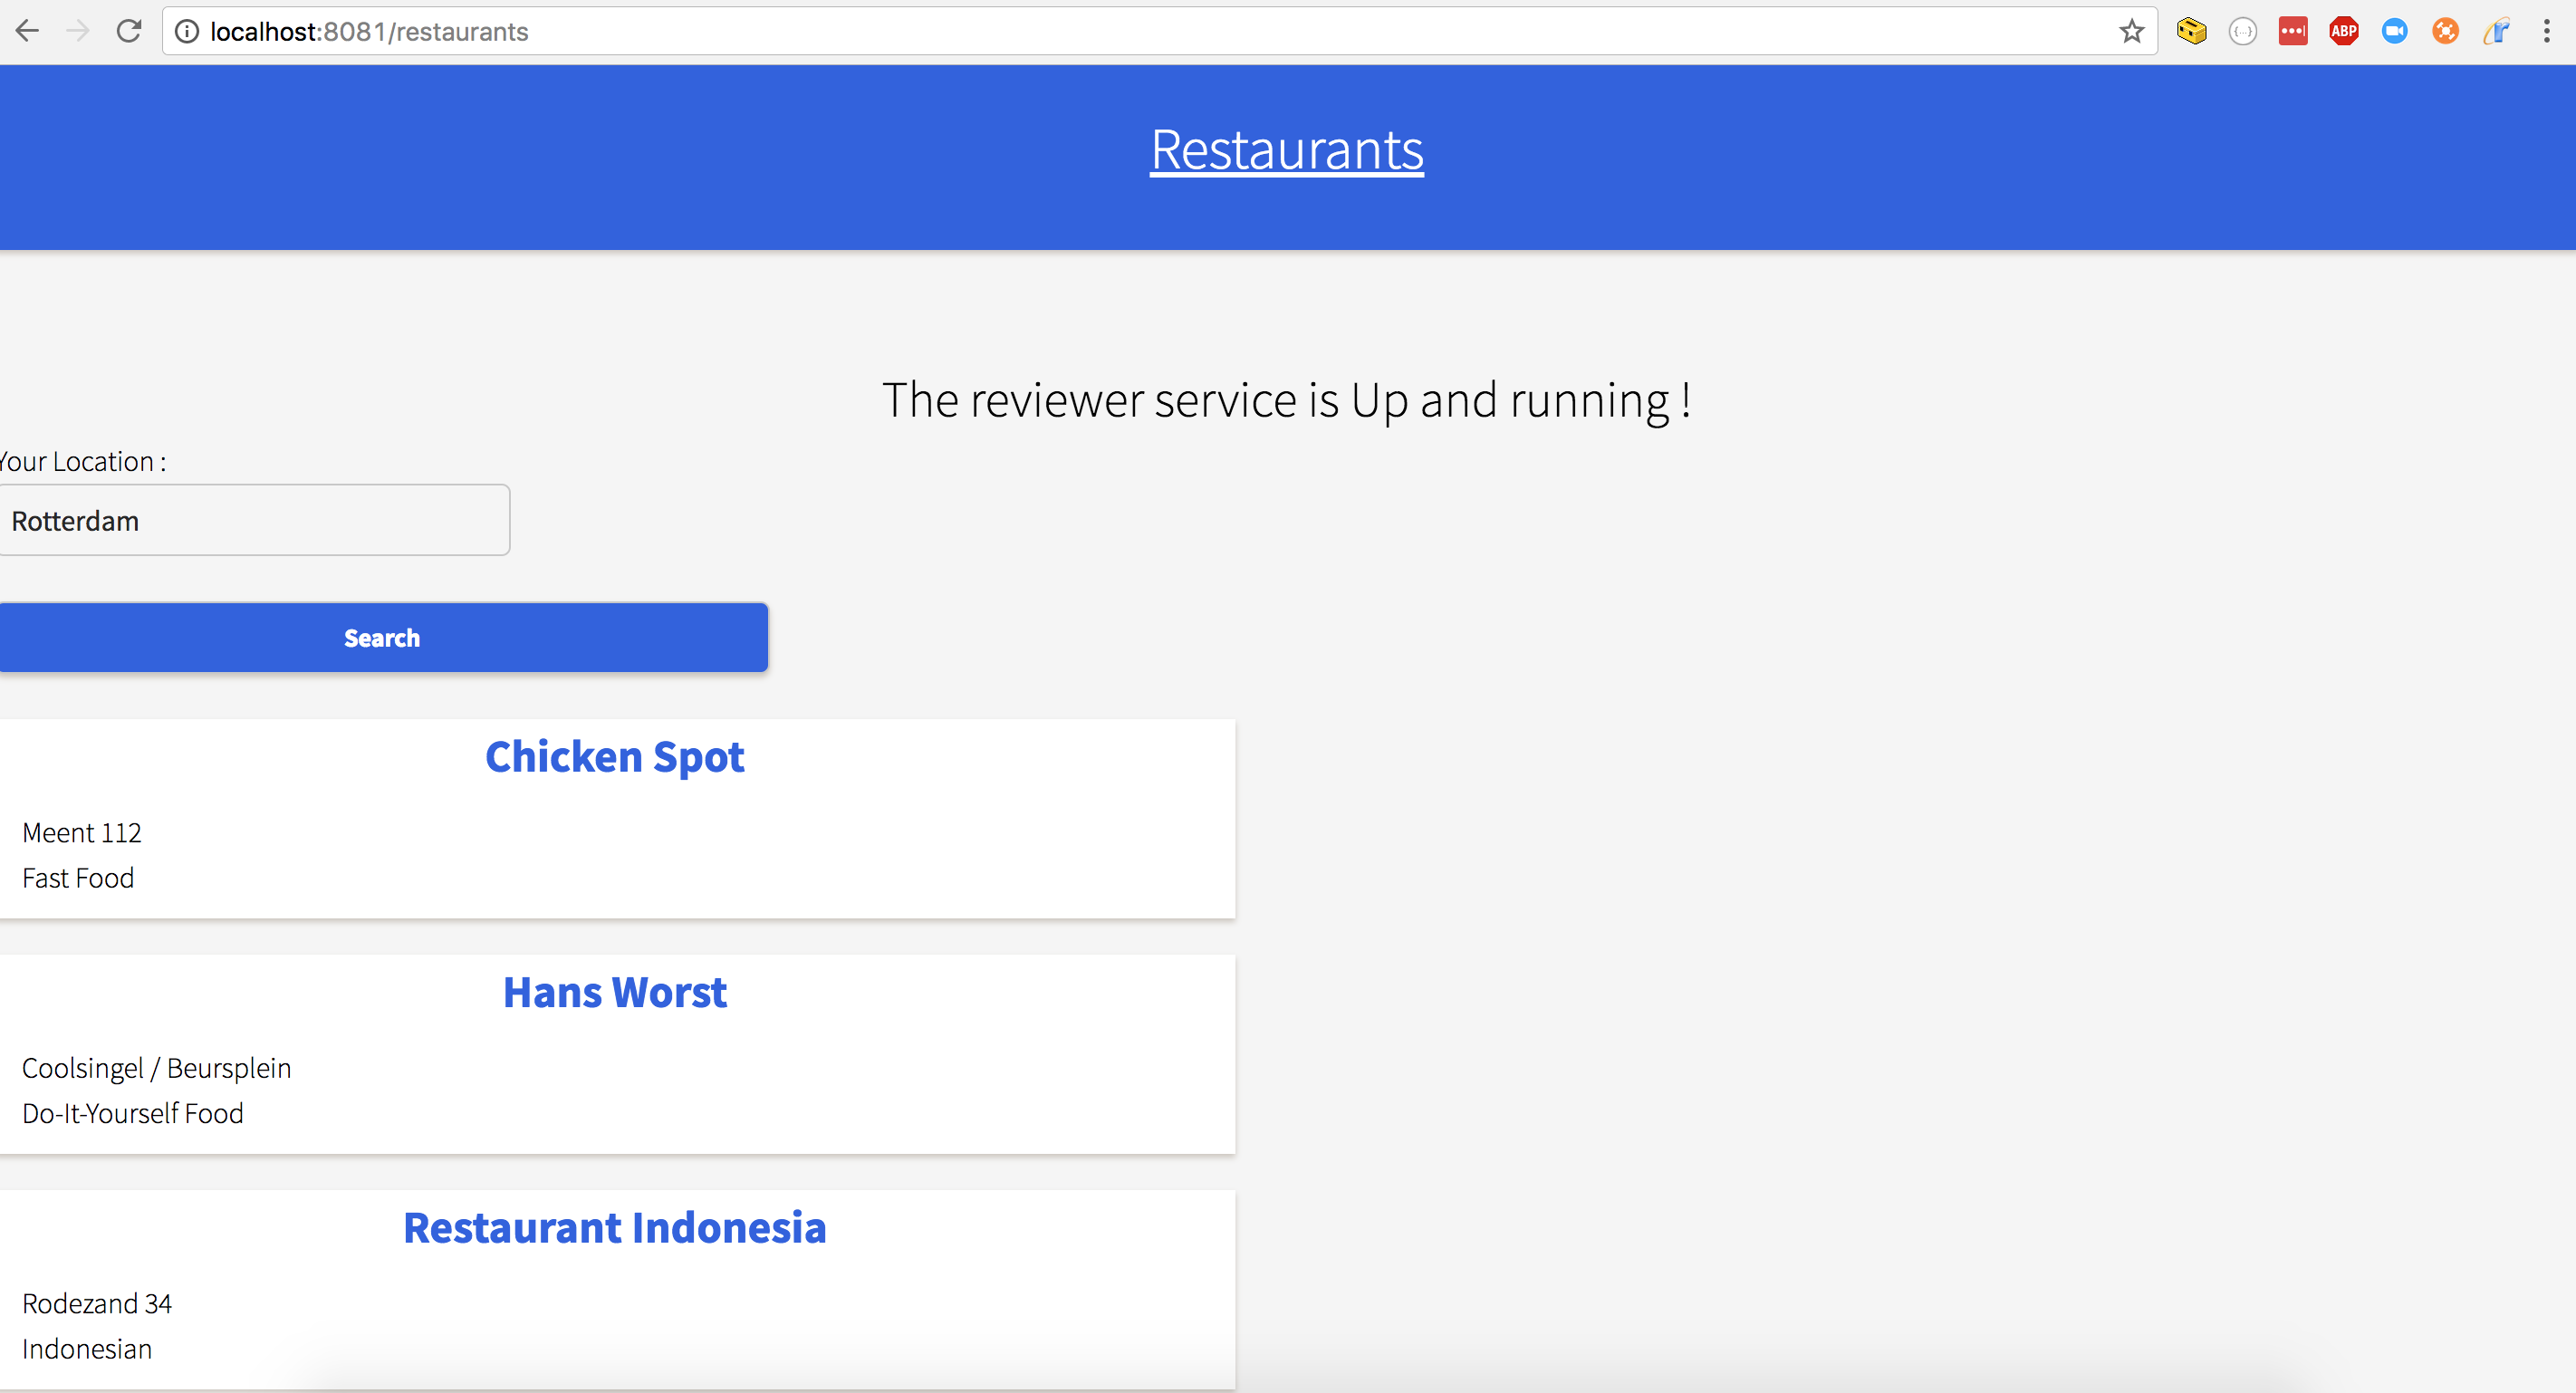 localhost:8081/restaurants
ABP
Restaurants
The reviewer service is Up and running !
Your Location :
Rotterdam
Search
Chicken Spot
Meent 112
Fast Food
Hans Worst
Coolsingel / Beursplein
Do-It-Yourself Food
Restaurant Indonesia
Rodezand 34
Indonesian